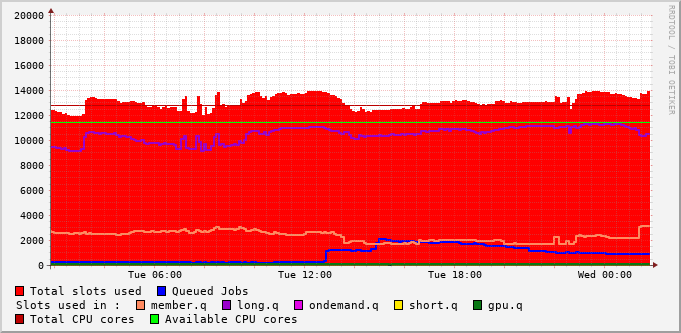 20000
18000
16000
14000
12000
10000
8000
6000
4000
2000
0
Tue 06:00 Tue 12:00 Tue 18:00 Wed 00:00
RRDTOOL / TOBI OETIKER
Total slots used Queued Jobs
Slots used in : member.q long.q ondemand.q short.q gpu.q
Total CPU cores Available CPU cores